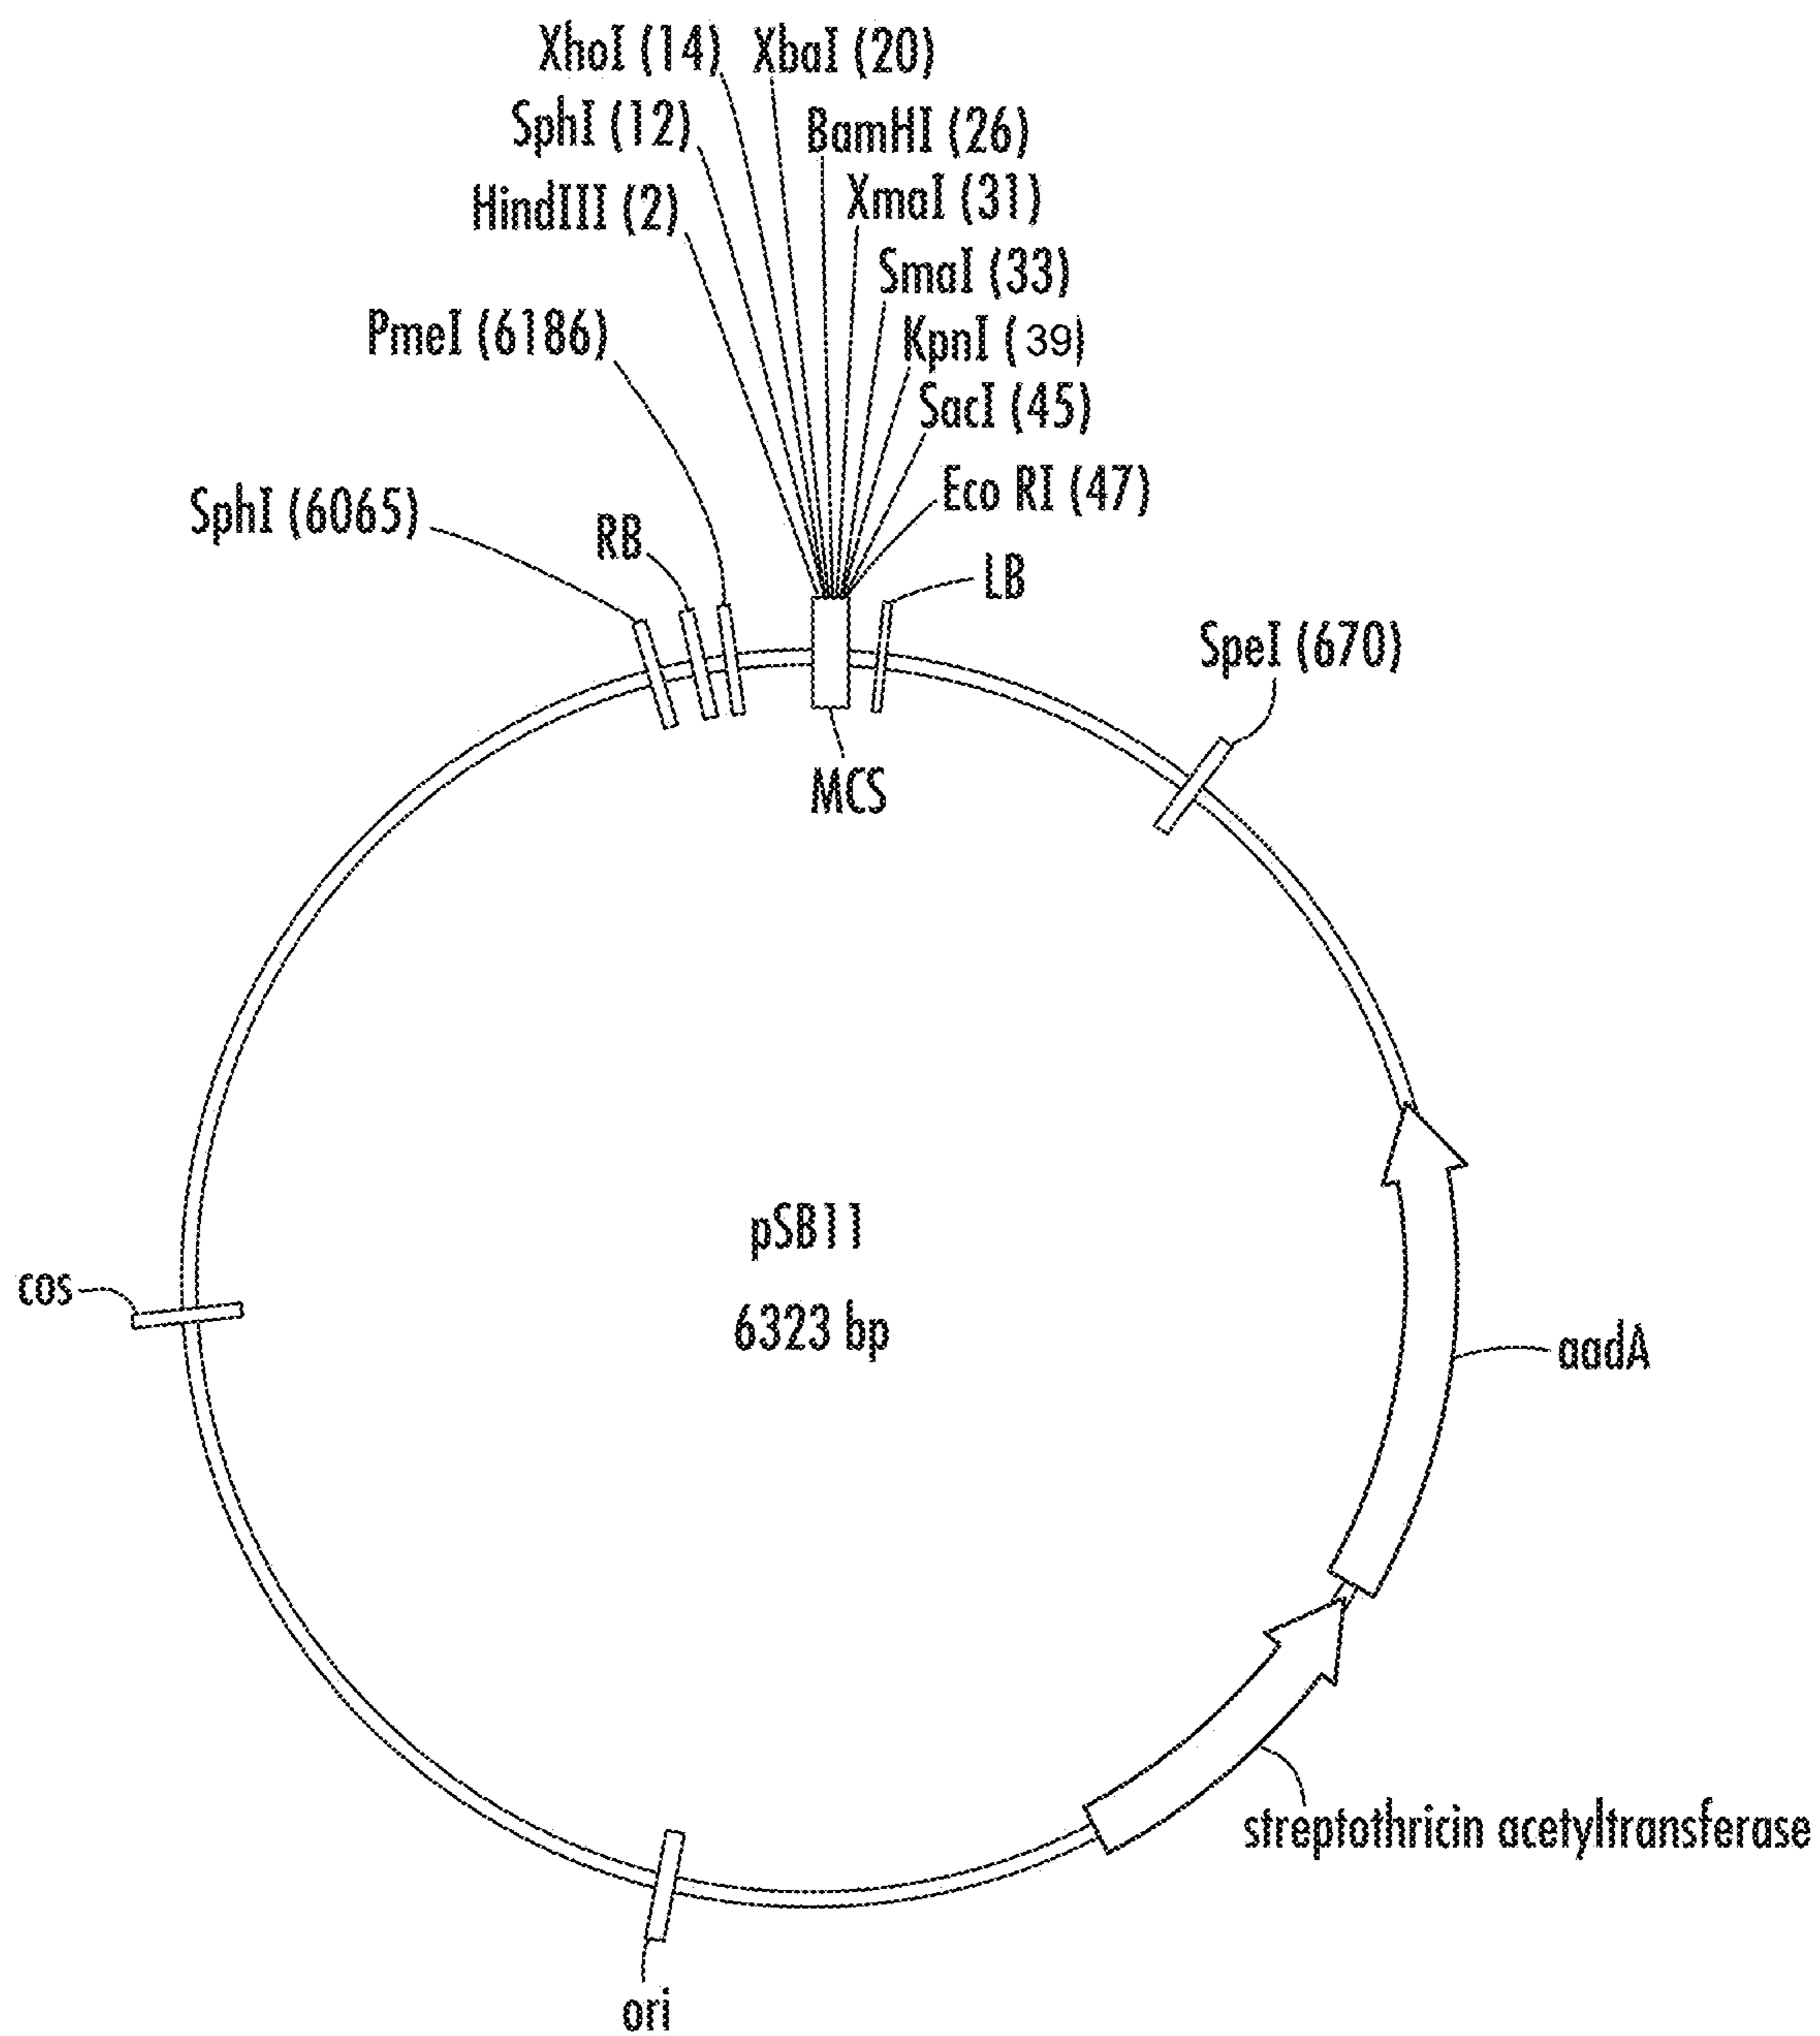 XhoI (14) XbaI (20)
SphI (12) BamHI (26)
HindIII (2) XmaI (31)
SmaI (33)
PmeI (6186) KpnI (39)
SacI (45)
SphI (6065) RB Eco RI (47)
LB
SpeI (670)
MCS
pSB11
cos
6323 bp
aadA
streptothricin acetyltransferase
ori